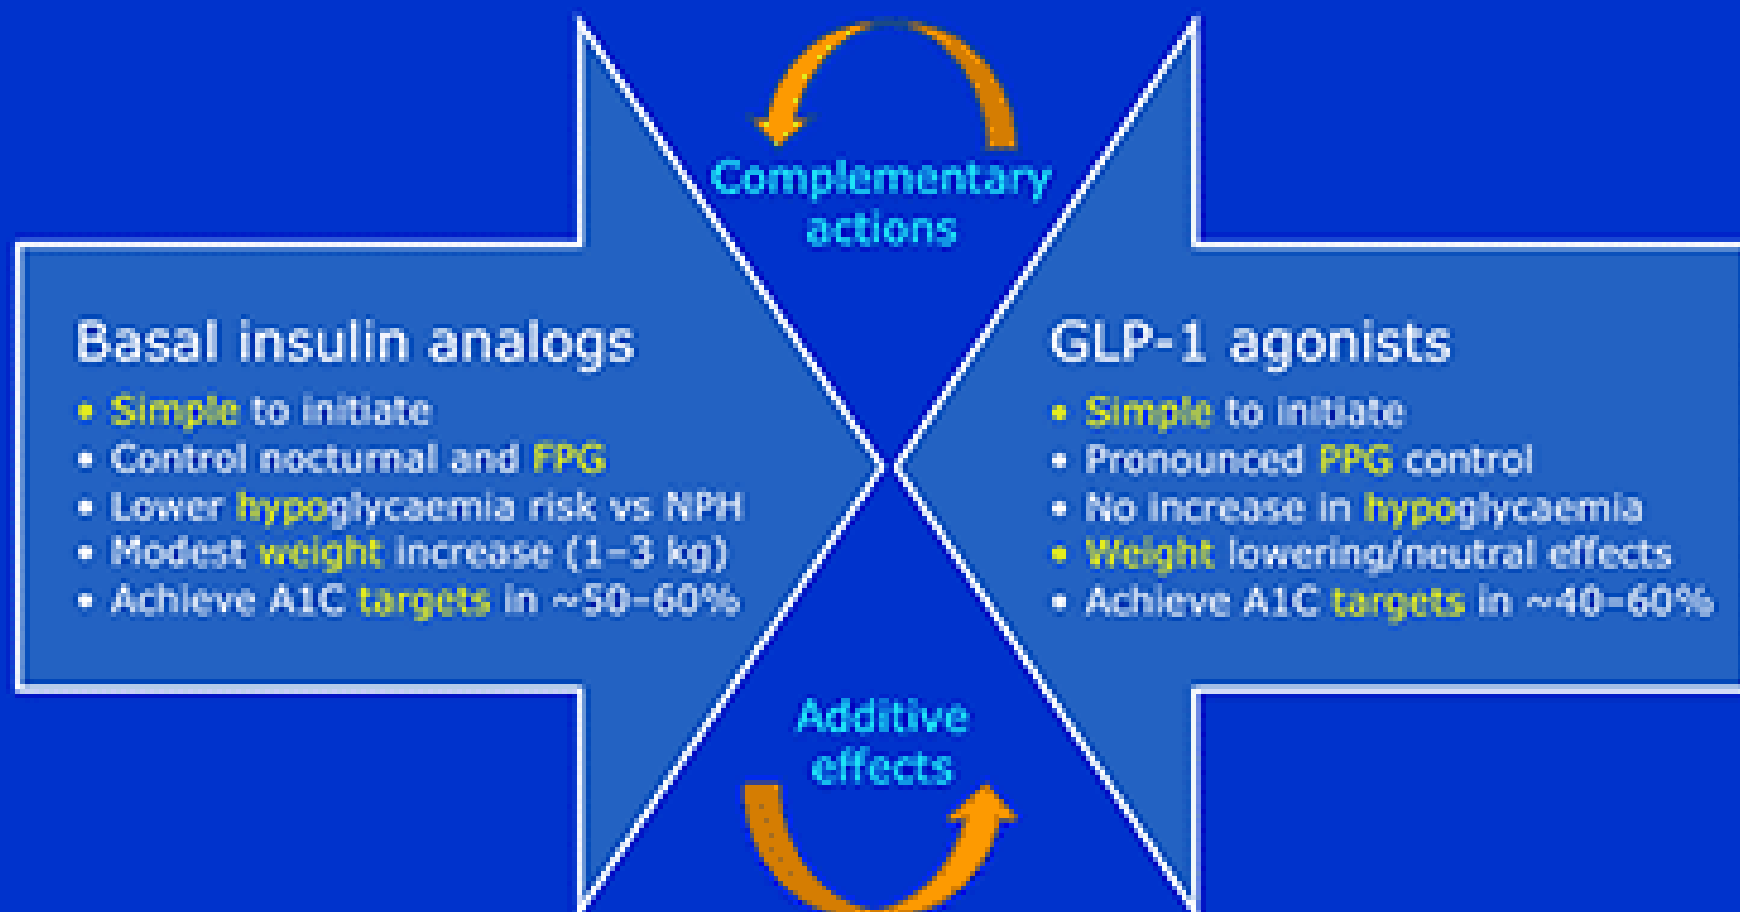 Complementary
actions
Basal insulin analogs
• Simple to initiate
• Control nocturnal and FPG
• Lower hypoglycaemia risk vs NPH
• Modest weight increase (1–3 kg)
• Achieve A1C targets in ~50–60%
GLP-1 agonists
• Simple to initiate
• Pronounced PPG control
• No increase in hypoglycaemia
• Weight lowering/neutral effects
• Achieve A1C targets in ~40–60%
Additive
effects